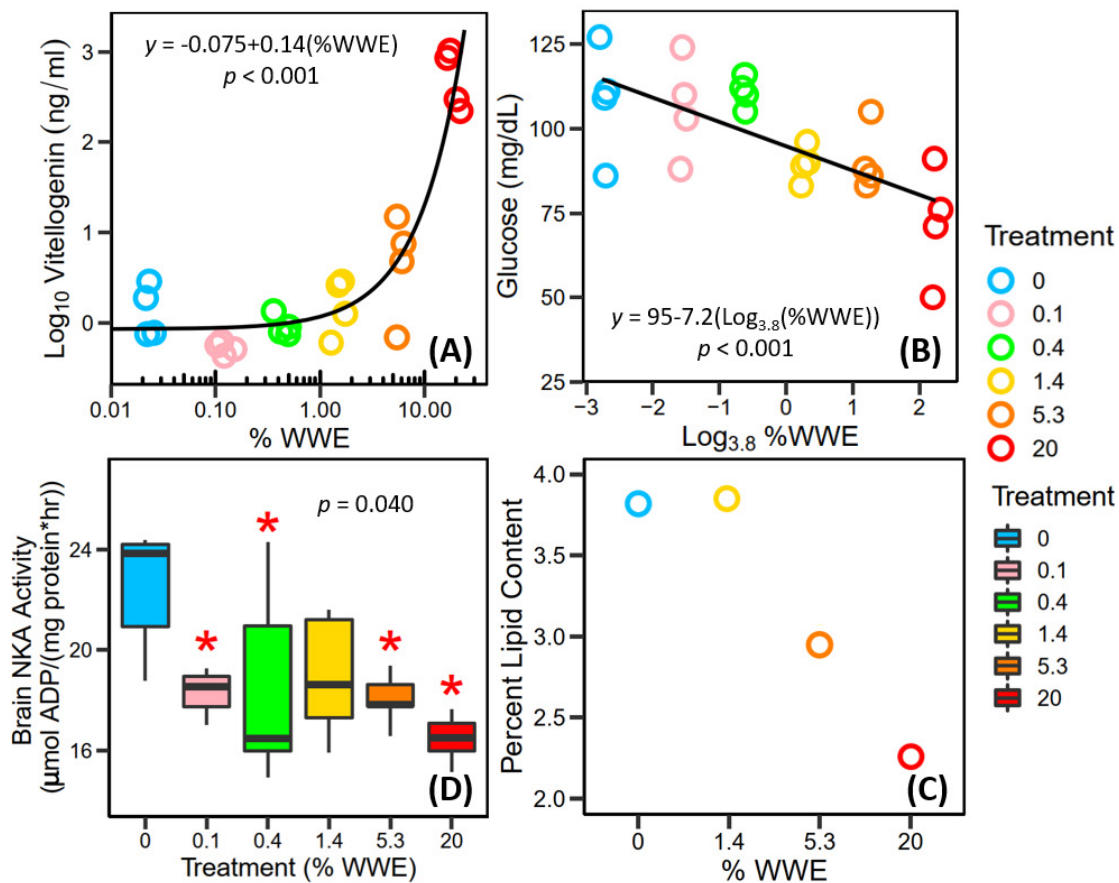 Log₁₀ Vitellogenin (ng/ml)
3
2
1
0
y = -0.075+0.14(%WWE)
p < 0.001
(A)
0.01
0.10
1.00
10.00
% WWE
Glucose (mg/dL)
125
100
75
50
25
y = 95-7.2(Log₃.₈(%WWE))
p < 0.001
(B)
−3
−2
−1
0
1
2
Log₃.₈ %WWE
Treatment
0
0.1
0.4
1.4
5.3
20
Brain NKA Activity
(μmol ADP/(mg protein*hr))
24
20
16
p = 0.040
*
*
*
*
(D)
0
0.1
0.4
1.4
5.3
20
Treatment (% WWE)
Percent Lipid Content
4.0
3.5
3.0
2.5
2.0
(C)
0
1.4
5.3
20
% WWE
Treatment
0
0.1
0.4
1.4
5.3
20